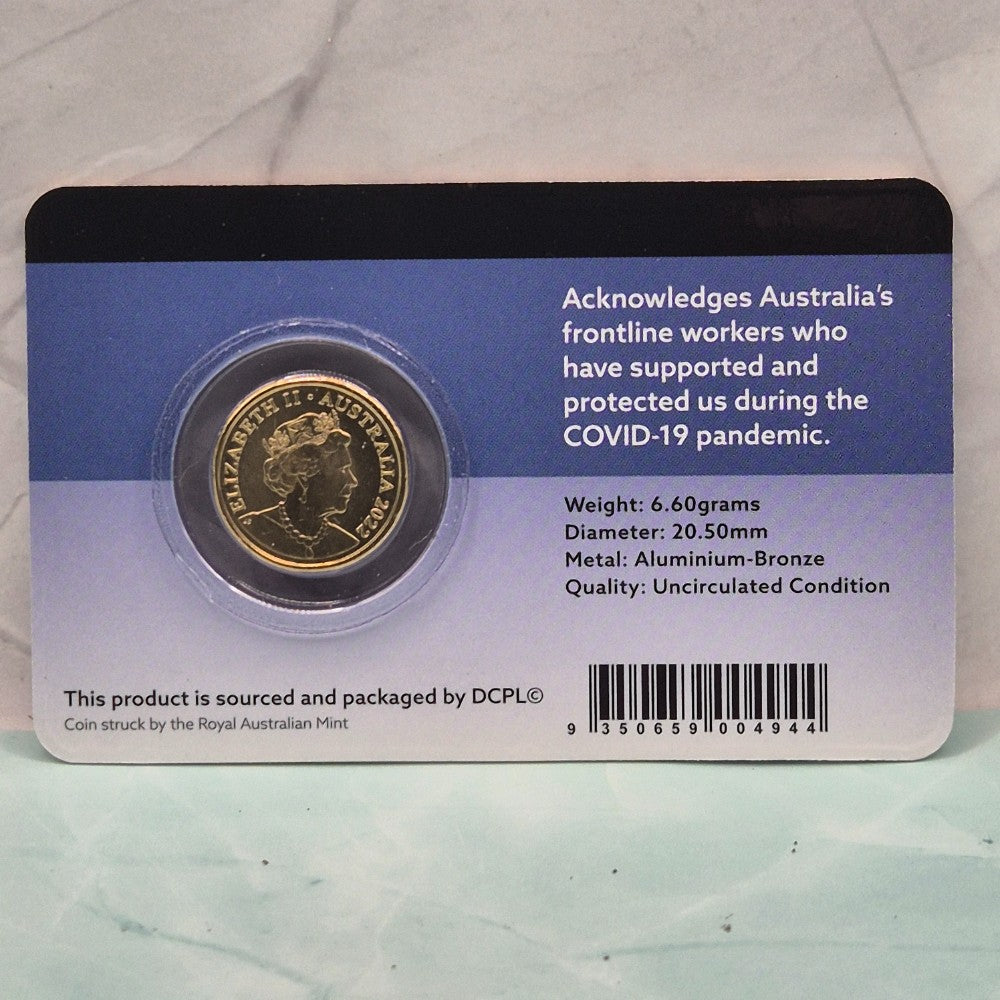 ELIZABETH II • AUSTRALIA 2022
Acknowledges Australia's
frontline workers who
have supported and
protected us during the
COVID-19 pandemic.
Weight: 6.60grams
Diameter: 20.50mm
Metal: Aluminium-Bronze
Quality: Uncirculated Condition
This product is sourced and packaged by DCPL©
Coin struck by the Royal Australian Mint
9 350659 004944